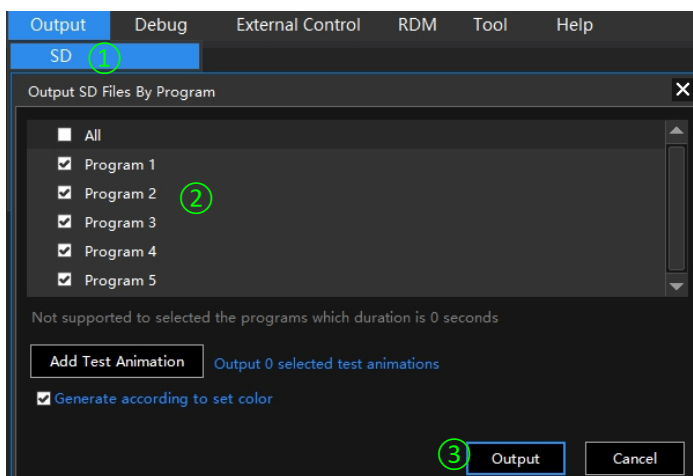 Output Debug External Control RDM Tool Help
SD ①
Output SD Files By Program
All
Program 1
Program 2
②
Program 3
Program 4
Program 5
Not supported to selected the programs which duration is 0 seconds
Add Test Animation Output 0 selected test animations
Generate according to set color
③ Output Cancel